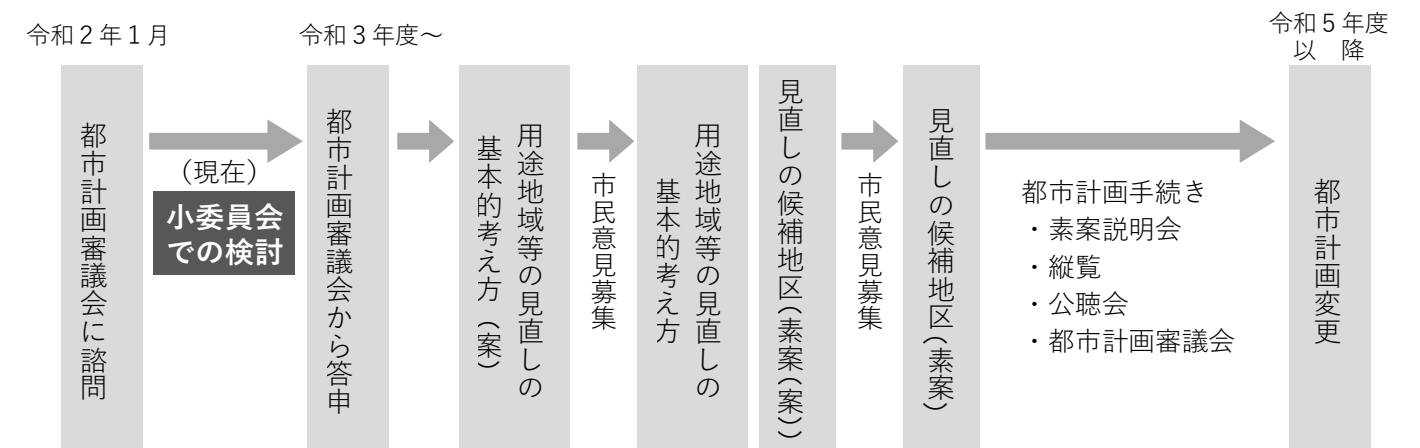 令和2年1月
都市計画審議会に諮問
（現在）
小委員会
での検討
令和3年度～
都市計画審議会から答申
用途地域等の見直しの
基本的考え方（案）
市民意見募集
用途地域等の見直しの
基本的考え方
見直しの候補地区（素案（案））
市民意見募集
見直しの候補地区（素案）
都市計画手続き
・素案説明会
・縦覧
・公聴会
・都市計画審議会
令和5年度
以　降
都市計画変更